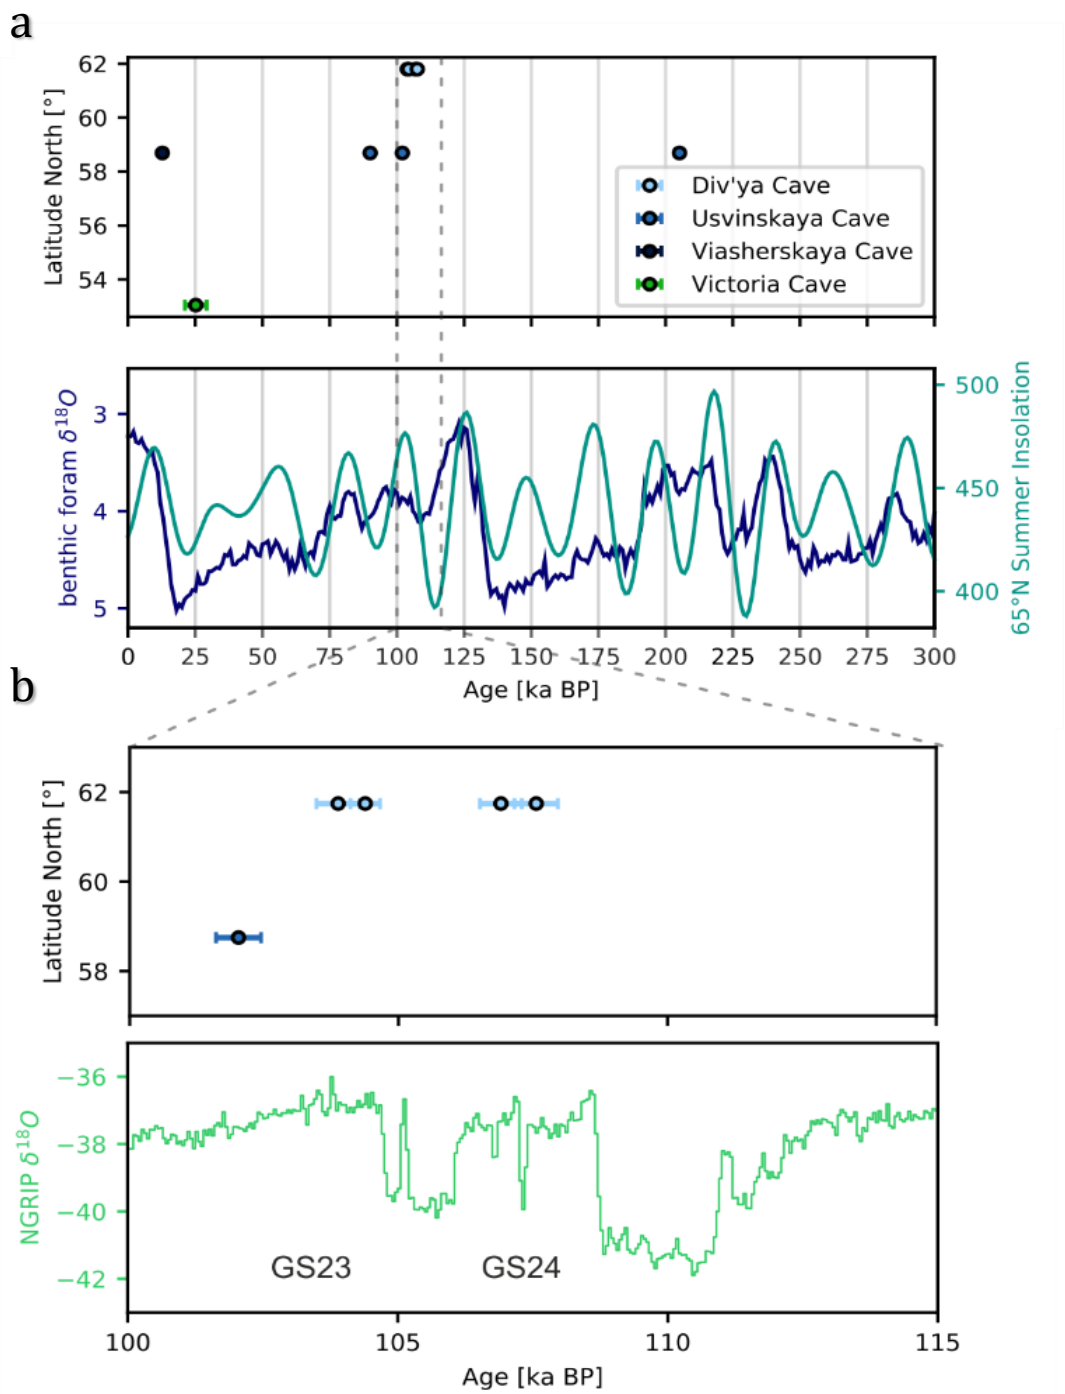 a
62
60
58
56
54
Latitude North [°]
Div'ya Cave
Usvinskaya Cave
Viasherskaya Cave
Victoria Cave
3
4
5
benthic foram δ¹⁸O
500
450
400
65°N Summer Insolation
0 25 50 75 100 125 150 175 200 225 250 275 300
Age [ka BP]
b
62
60
58
Latitude North [°]
−36
−38
−40
−42
NGRIP δ¹⁸O
GS23 GS24
100 105 110 115
Age [ka BP]